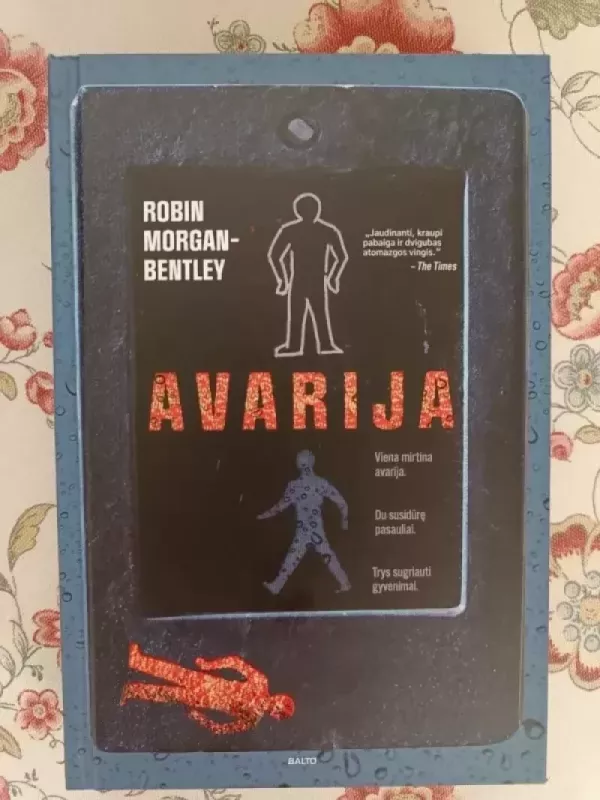 ROBIN
MORGAN-
BENTLEY
„Jaudinanti, kraupi
pabaiga ir dvigubas
atomazgos vingis.“
– The Times
AVARIJA
Viena mirtina
avarija.
Du susidūrę
pasauliai.
Trys sugriauti
gyvenimai.
BALTO